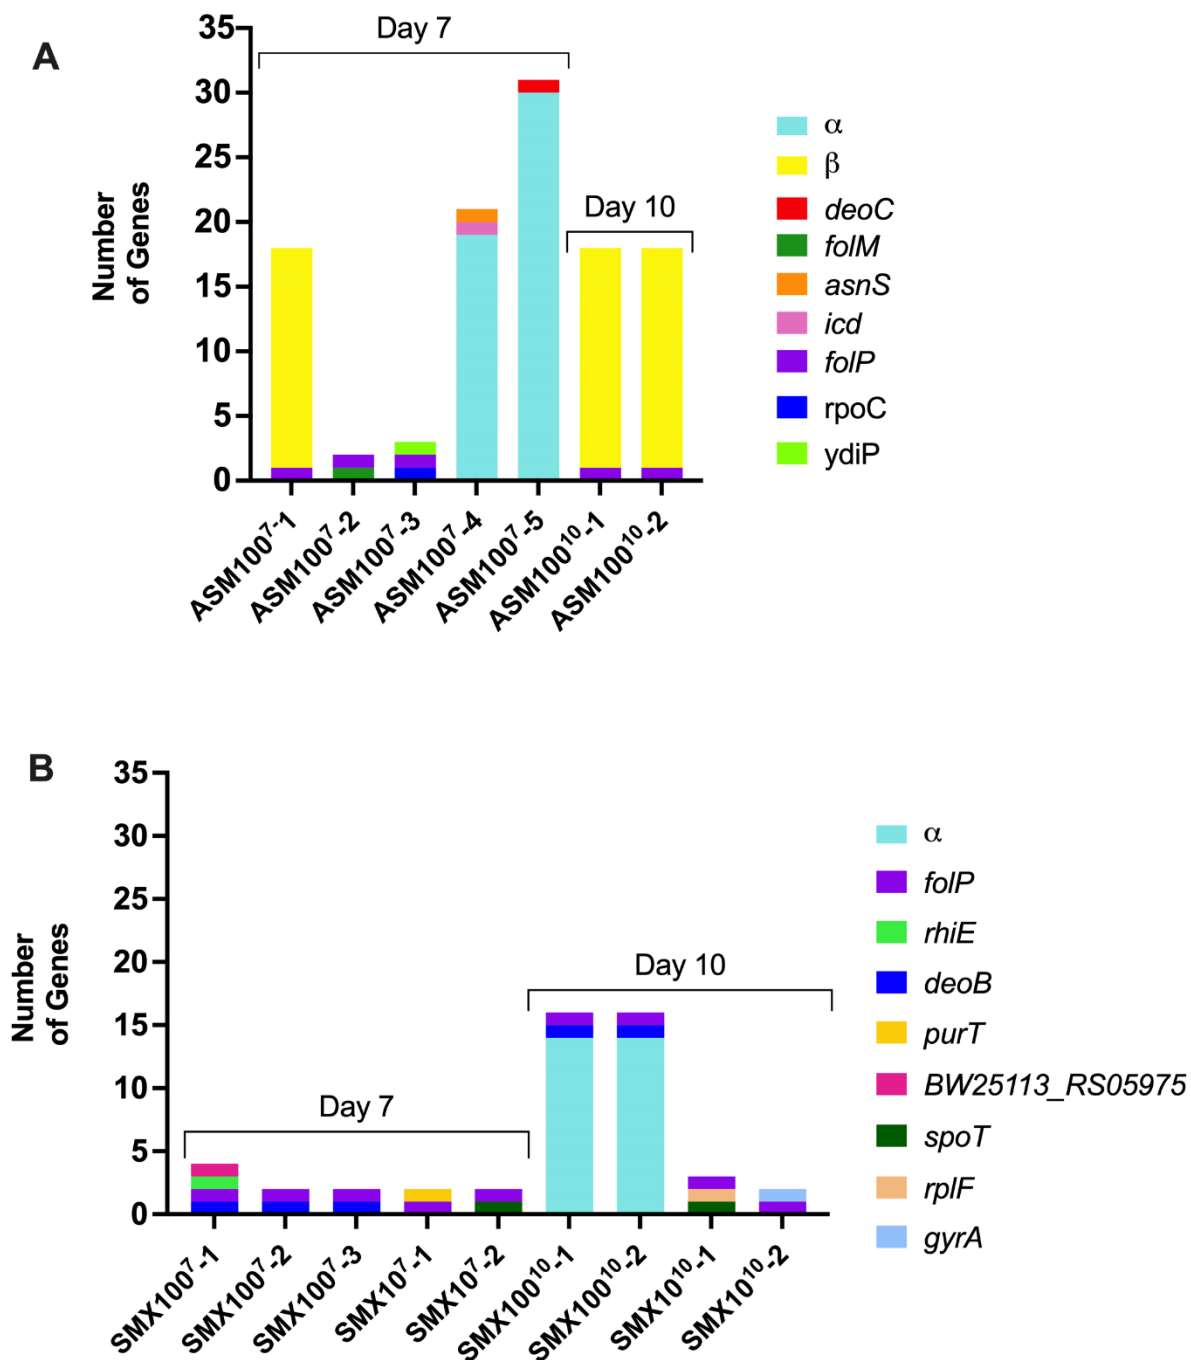 A
Day 7
35
30
25
20
15
10
5
0
Number
of Genes
Day 10
α
β
deoC
folM
asnS
icd
folP
rpoC
ydiP
ASM100⁷-1
ASM100⁷-2
ASM100⁷-3
ASM100⁷-4
ASM100⁷-5
ASM100¹⁰-1
ASM100¹⁰-2
B
35
30
25
20
15
10
5
0
Number
of Genes
Day 7
Day 10
α
folP
rhiE
deoB
purT
BW25113_RS05975
spoT
rplF
gyrA
SMX100⁷-1
SMX100⁷-2
SMX100⁷-3
SMX10⁷-1
SMX10⁷-2
SMX100¹⁰-1
SMX100¹⁰-2
SMX10¹⁰-1
SMX10¹⁰-2